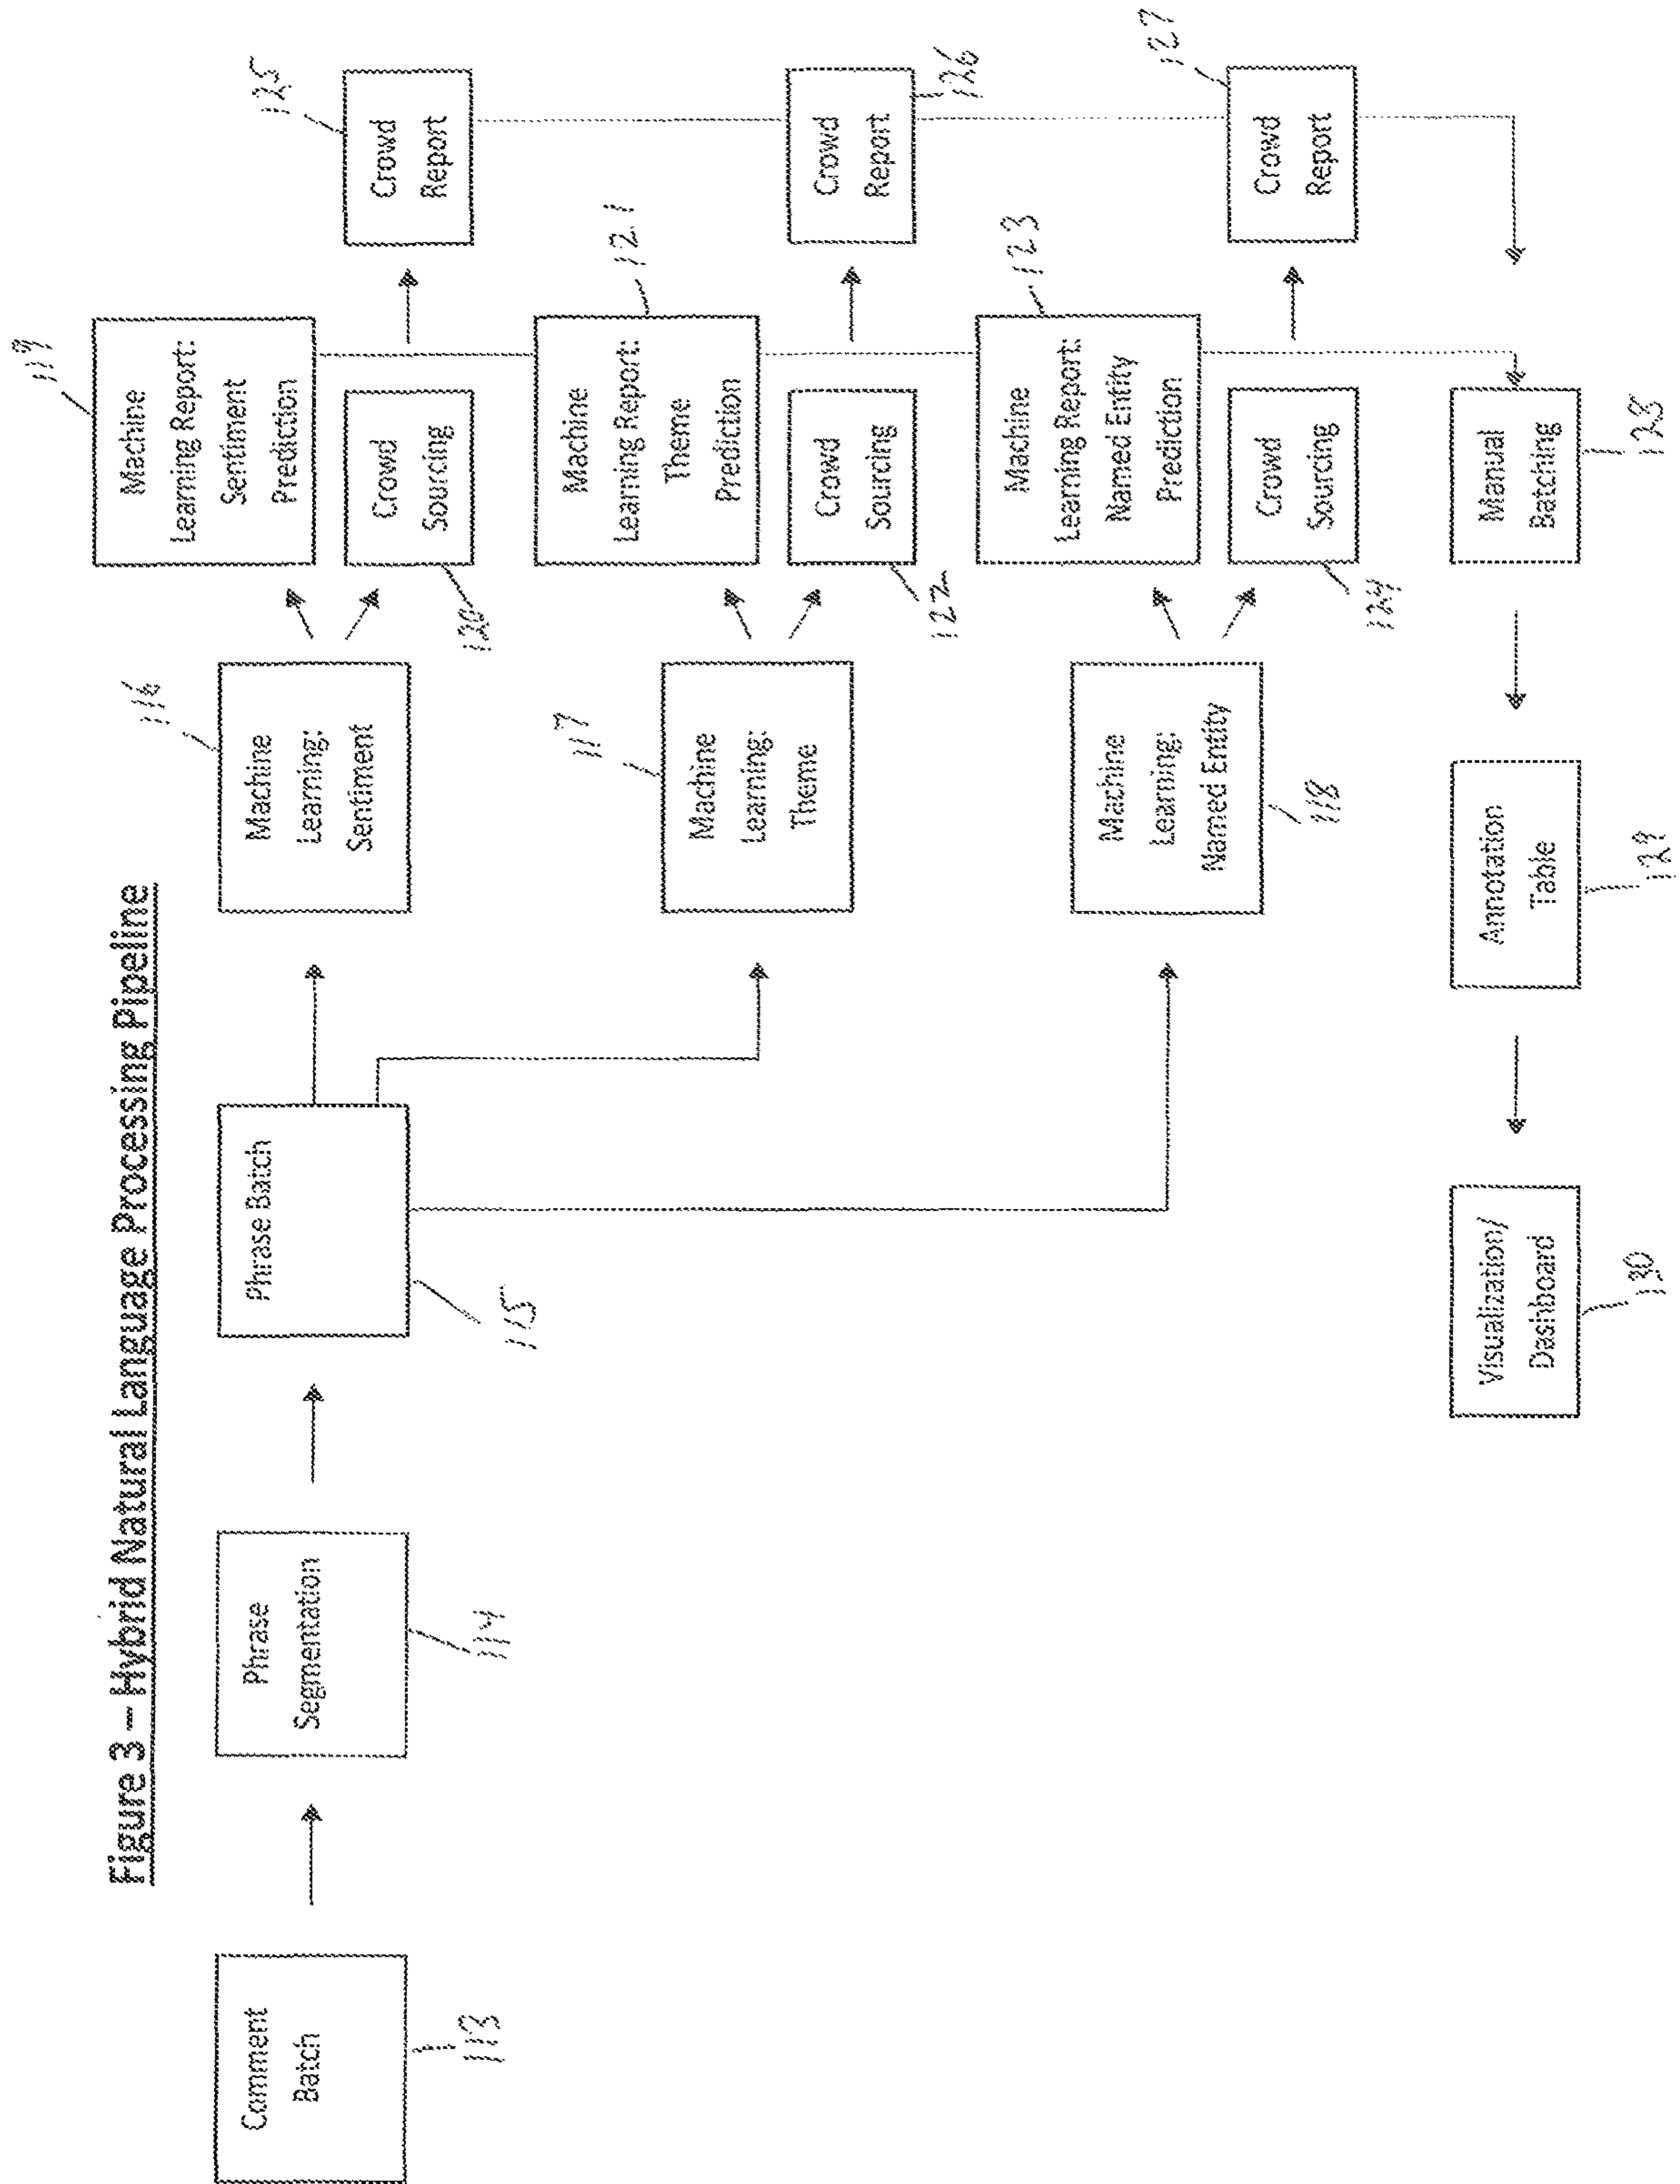 Figure 3 – Hybrid Natural Language Processing Pipeline
Comment
Batch
113
Phrase
Segmentation
114
Phrase Batch
115
Machine
Learning:
Sentiment
116
Machine
Learning:
Theme
117
Machine
Learning:
Named Entity
118
Machine
Learning Report:
Sentiment
Prediction
119
Crowd
Sourcing
120
Machine
Learning Report:
Theme
Prediction
121
Crowd
Sourcing
122
Machine
Learning Report:
Named Entity
Prediction
123
Crowd
Sourcing
124
Crowd
Report
125
Crowd
Report
126
Crowd
Report
127
Manual
Batching
128
Annotation
Table
129
Visualization/
Dashboard
130